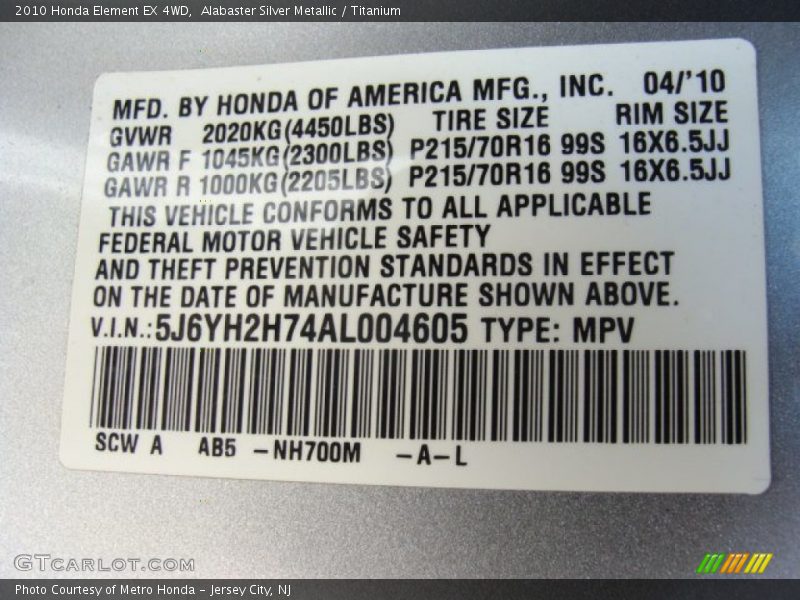 2010 Honda Element EX 4WD,  Alabaster Silver Metallic / Titanium
MFD. BY HONDA OF AMERICA MFG., INC. 04/'10
GVWR 2020KG(4450LBS) TIRE SIZE RIM SIZE
GAWR F 1045KG(2300LBS) P215/70R16 99S 16X6.5JJ
GAWR R 1000KG(2205LBS) P215/70R16 99S 16X6.5JJ
THIS VEHICLE CONFORMS TO ALL APPLICABLE
FEDERAL MOTOR VEHICLE SAFETY
AND THEFT PREVENTION STANDARDS IN EFFECT
ON THE DATE OF MANUFACTURE SHOWN ABOVE.
V.I.N.:5J6YH2H74AL004605 TYPE: MPV
SCW A AB5 -NH700M -A-L
GTCARLOT.COM
Photo Courtesy of Metro Honda - Jersey City, NJ